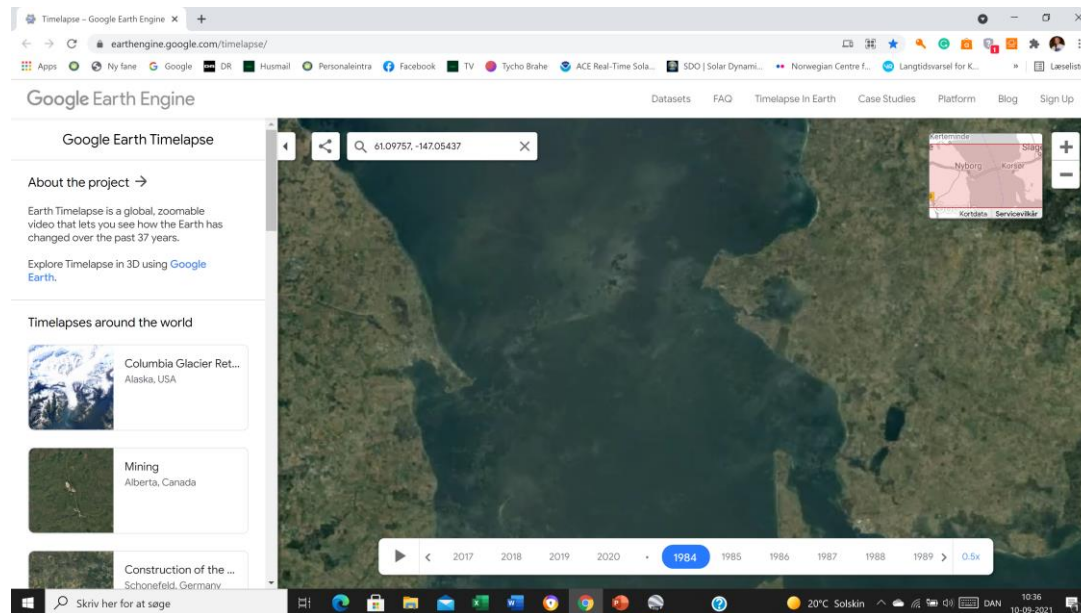 Timelapse – Google Earth Engine
earthengine.google.com/timelapse/
Apps Ny fane Google DR Husmail Personaleintra Facebook TV Tycho Brahe ACE Real-Time Sola... SDO | Solar Dynami... Norwegian Centre f... Langtidsvarsel for K... » Læseliste
Google Earth Engine
Datasets FAQ Timelapse In Earth Case Studies Platform Blog Sign Up
Google Earth Timelapse
61.09757, -147.05437
About the project →
Earth Timelapse is a global, zoomable
video that lets you see how the Earth has
changed over the past 37 years.
Explore Timelapse in 3D using Google
Earth.
Timelapses around the world
Columbia Glacier Ret...
Alaska, USA
Mining
Alberta, Canada
Construction of the ...
Schonefeld, Germany
Kerteminde
Nyborg Korsør
Kortdata Servicevilkår
2017 2018 2019 2020 1984 1985 1986 1987 1988 1989 0.5x
Skriv her for at søge
20°C Solskin
DAN
10:36
10-09-2021